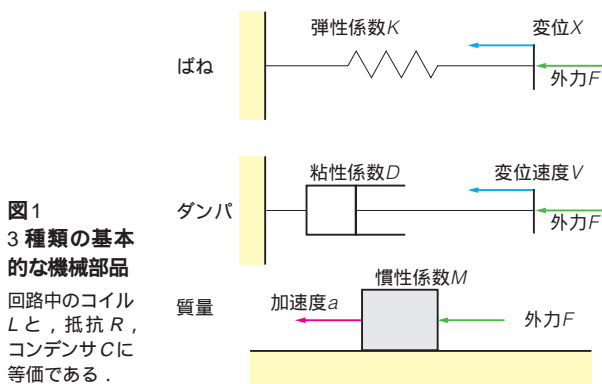 弾性係数K
変位X
ばね
外力F
粘性係数D
変位速度V
ダンパ
外力F
慣性係数M
質量
加速度a
外力F
図1
3種類の基本
的な機械部品
回路中のコイル
Lと，抵抗R，
コンデンサCに
等価である．